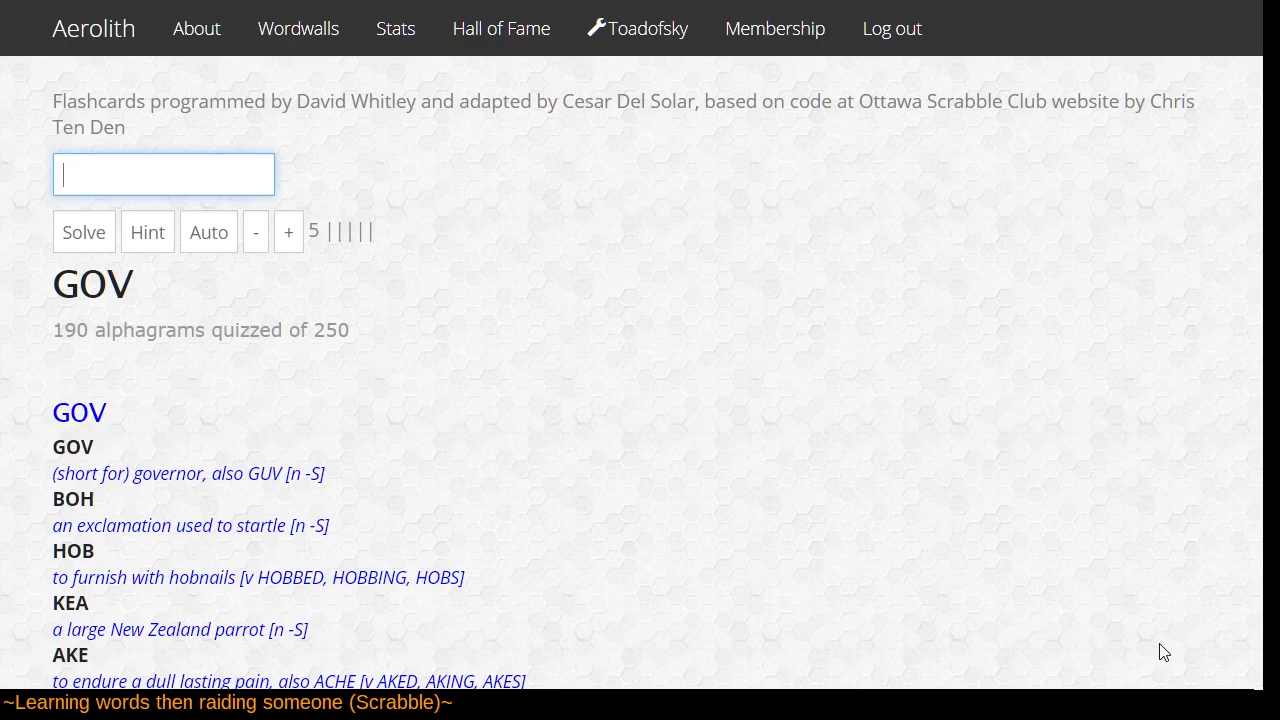 Aerolith About Wordwalls Stats Hall of Fame Toadofsky Membership Log out
Flashcards programmed by David Whitley and adapted by Cesar Del Solar, based on code at Ottawa Scrabble Club website by Chris
Ten Den
Solve Hint Auto - + 5 |||||
GOV
190 alphagrams quizzed of 250
GOV
GOV
(short for) governor, also GUV [n -S]
BOH
an exclamation used to startle [n -S]
HOB
to furnish with hobnails [v HOBBED, HOBBING, HOBS]
KEA
a large New Zealand parrot [n -S]
AKE
to endure a dull lasting pain, also ACHE [v AKED, AKING, AKES]
~Learning words then raiding someone (Scrabble)~